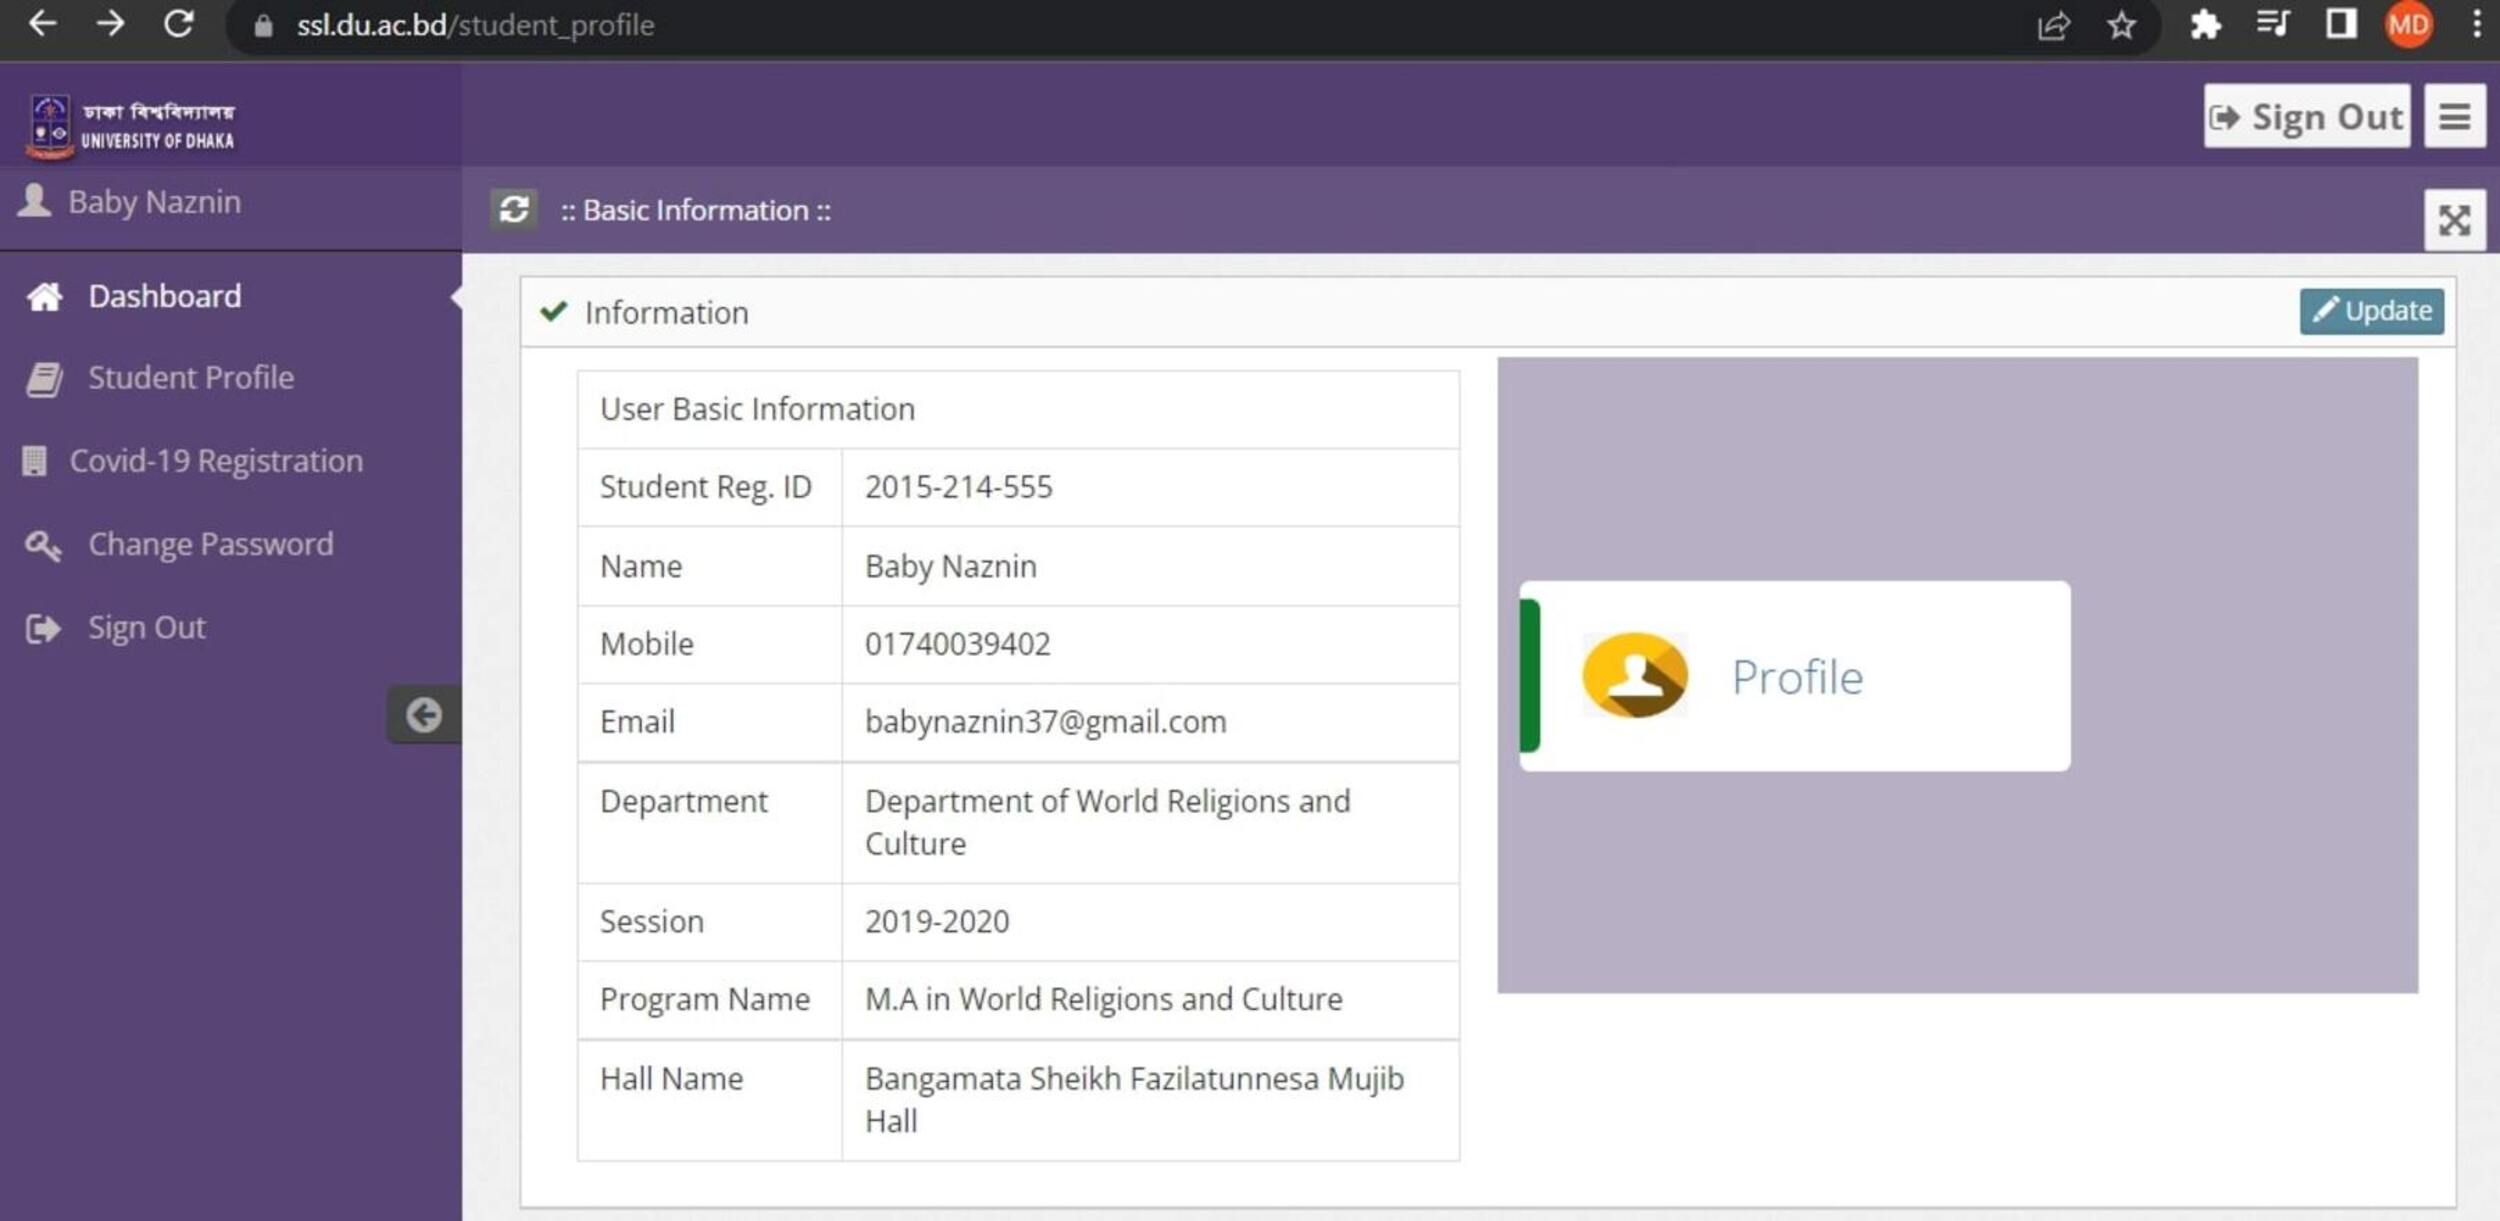 ssl.du.ac.bd/student_profile
MD
ঢাকা বিশ্ববিদ্যালয়
UNIVERSITY OF DHAKA
Sign Out
Baby Naznin
:: Basic Information ::
Dashboard
Student Profile
Covid-19 Registration
Change Password
Sign Out
Information
Update
User Basic Information
Student Reg. ID 2015-214-555
Name Baby Naznin
Mobile 01740039402
Email babynaznin37@gmail.com
Department Department of World Religions and
Culture
Session 2019-2020
Program Name M.A in World Religions and Culture
Hall Name Bangamata Sheikh Fazilatunnesa Mujib
Hall
Profile